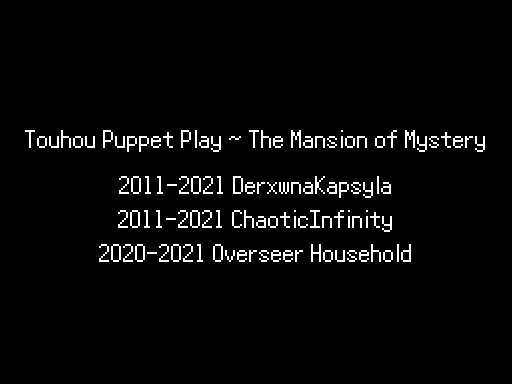 Touhou Puppet Play ~ The Mansion of Mystery
2011-2021 DerxwnaKapsyla
2011-2021 ChaoticInfinity
2020-2021 Overseer Household